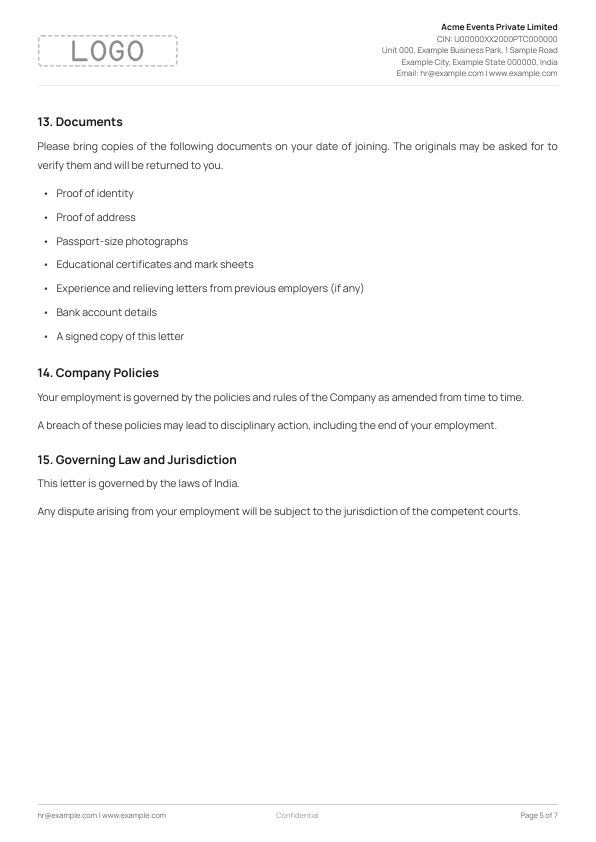 LOGO
Acme Events Private Limited
CIN: U00000XX2000PTC000000
Unit 000, Example Business Park, 1 Sample Road
Example City, Example State 000000, India
Email: hr@example.com | www.example.com
13. Documents
Please bring copies of the following documents on your date of joining. The originals may be asked for to
verify them and will be returned to you.
• Proof of identity
• Proof of address
• Passport-size photographs
• Educational certificates and mark sheets
• Experience and relieving letters from previous employers (if any)
• Bank account details
• A signed copy of this letter
14. Company Policies
Your employment is governed by the policies and rules of the Company as amended from time to time.
A breach of these policies may lead to disciplinary action, including the end of your employment.
15. Governing Law and Jurisdiction
This letter is governed by the laws of India.
Any dispute arising from your employment will be subject to the jurisdiction of the competent courts.
hr@example.com | www.example.com
Confidential
Page 5 of 7